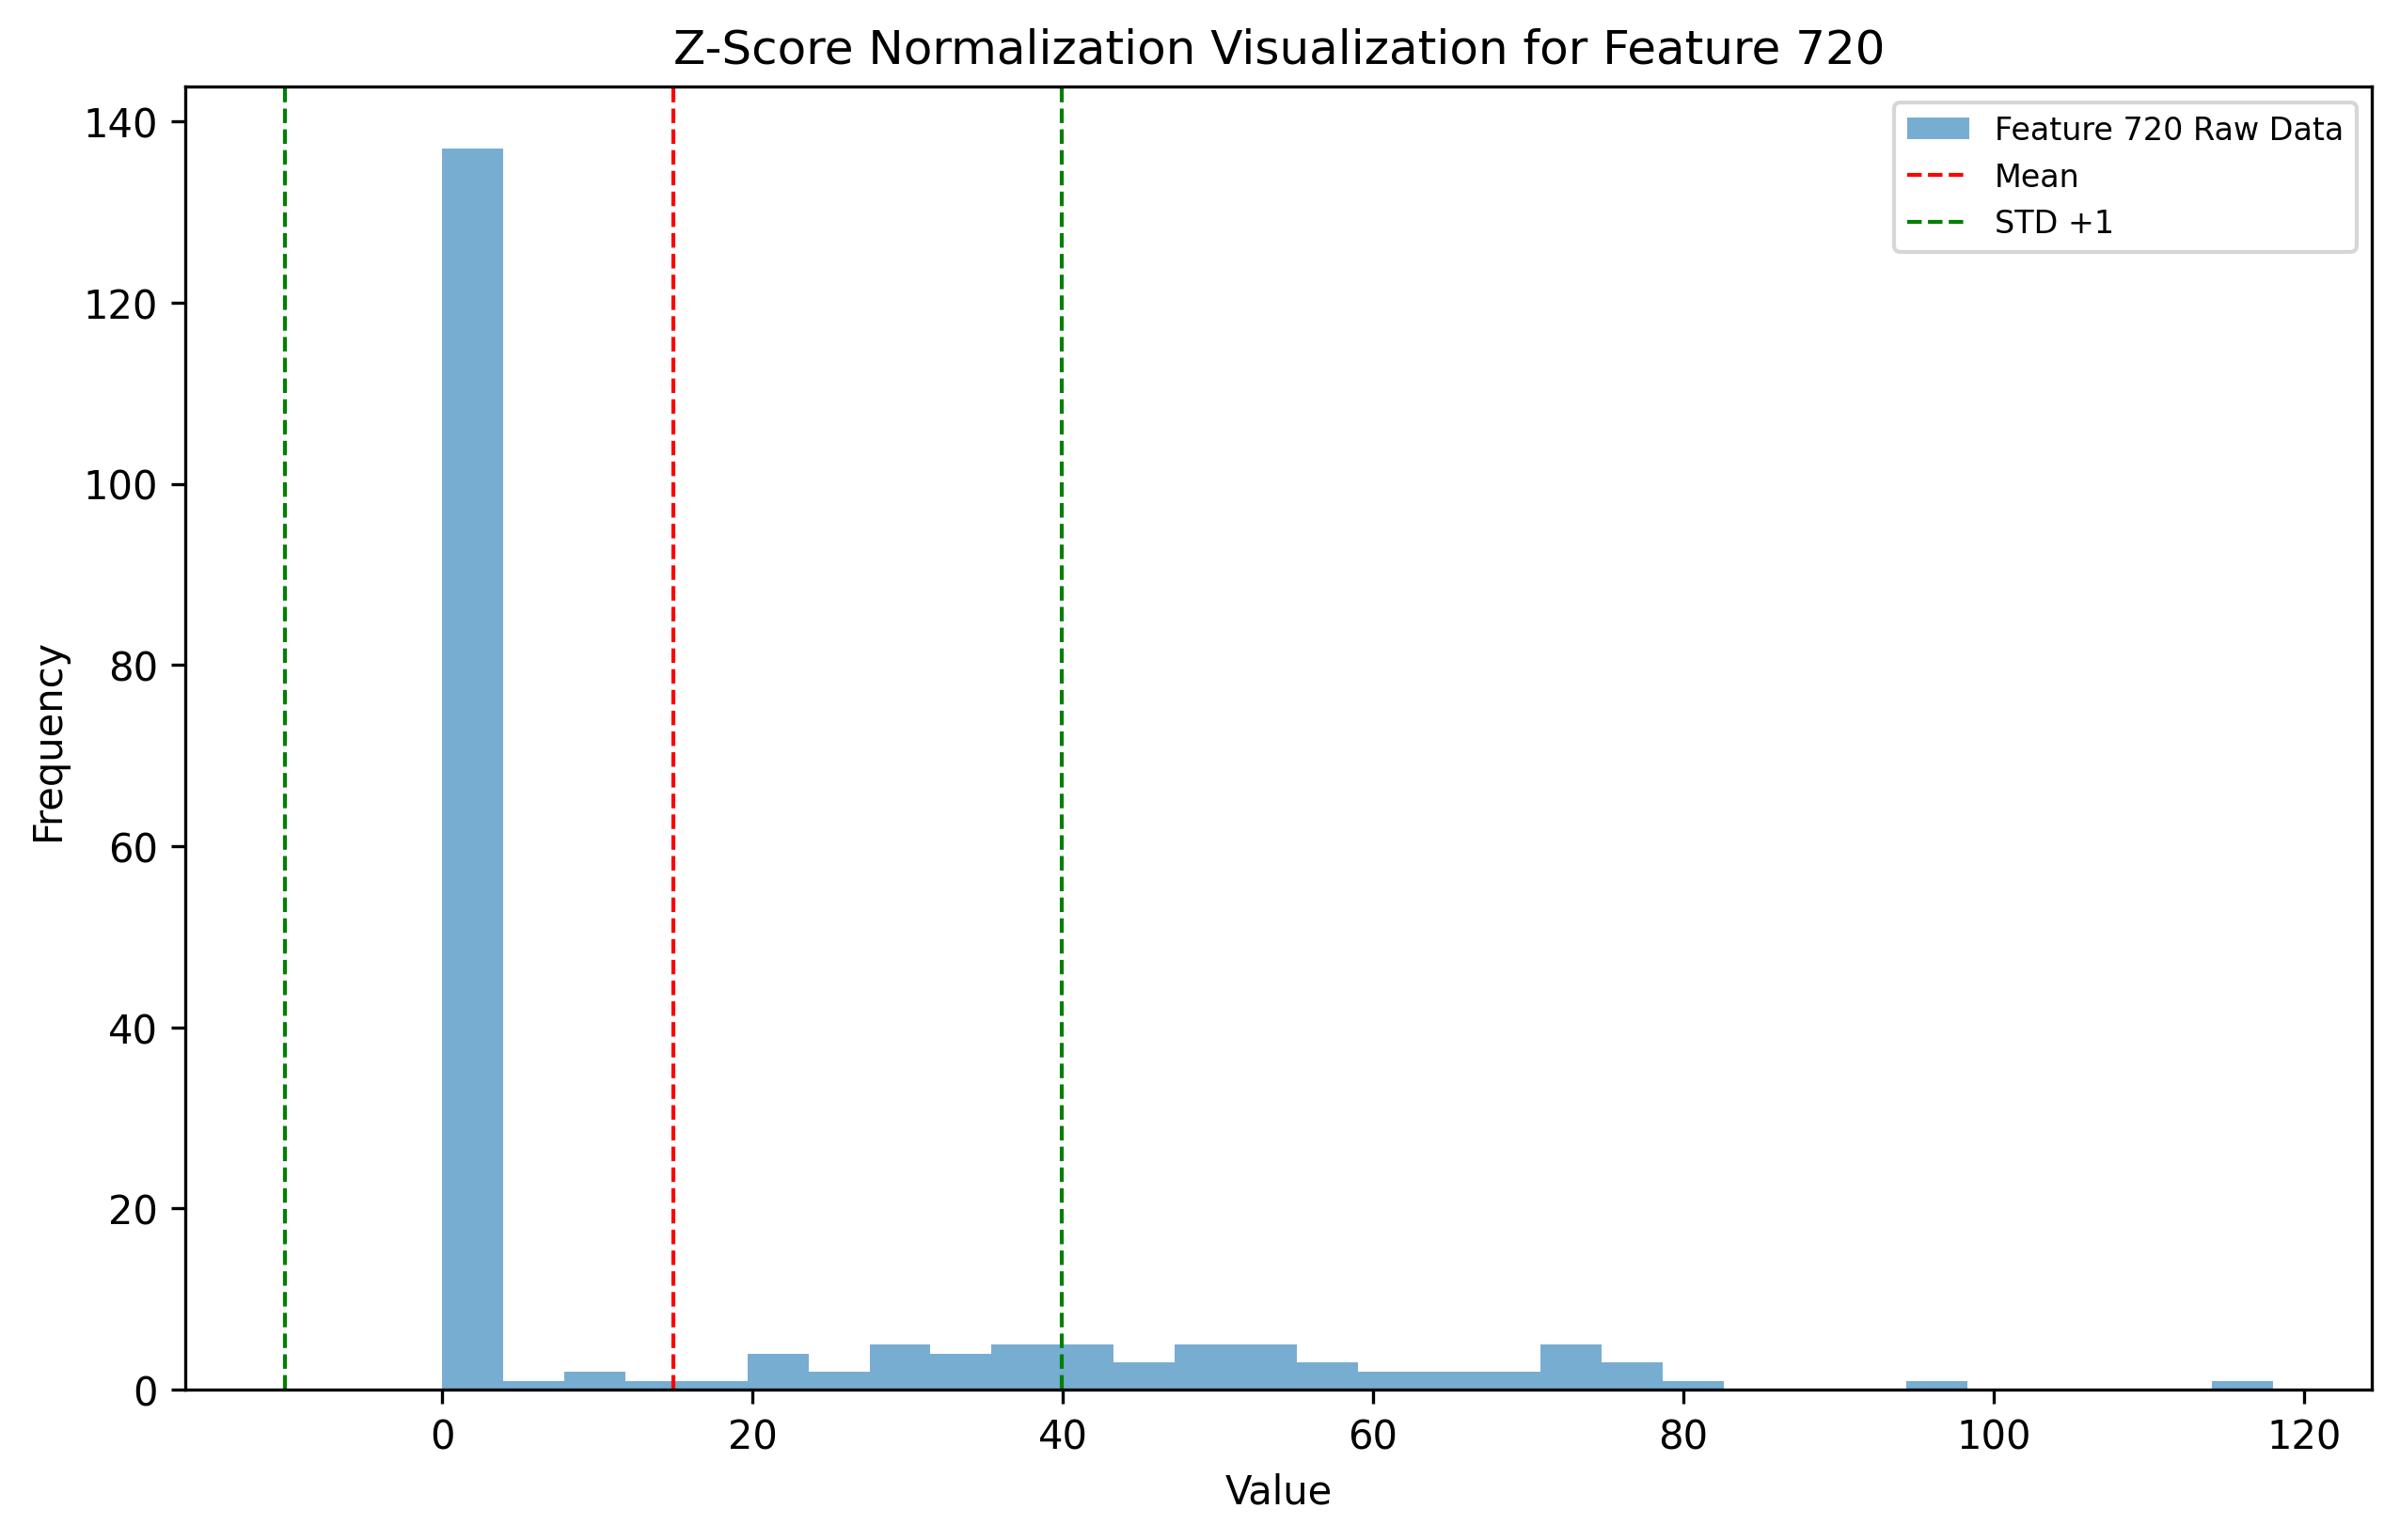 Z-Score Normalization Visualization for Feature 720
Feature 720 Raw Data
Mean
STD +1
140
120
100
80
60
40
20
0
Frequency
0 20 40 60 80 100 120
Value